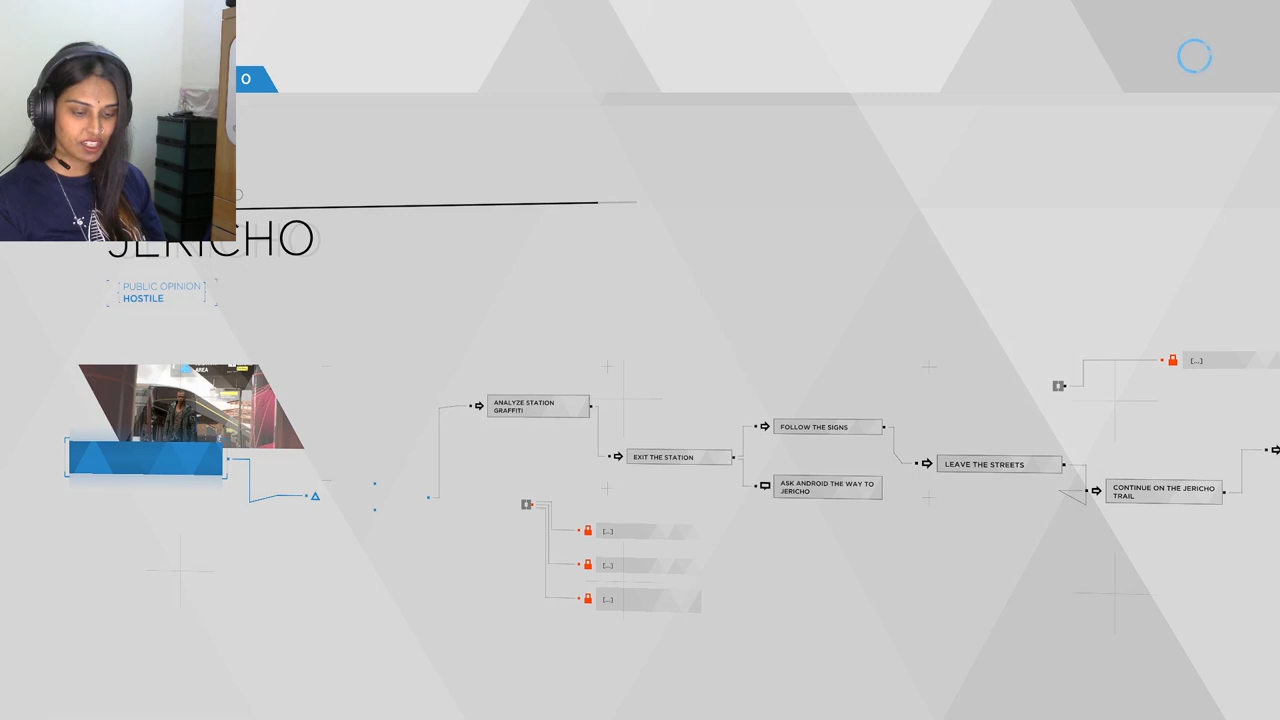 O
JERICHO
PUBLIC OPINION
HOSTILE
AREA
ANALYZE STATION
GRAFFITI
EXIT THE STATION
FOLLOW THE SIGNS
ASK ANDROID THE WAY TO
JERICHO
LEAVE THE STREETS
CONTINUE ON THE JERICHO
TRAIL
[...]
[...]
[...]
[...]